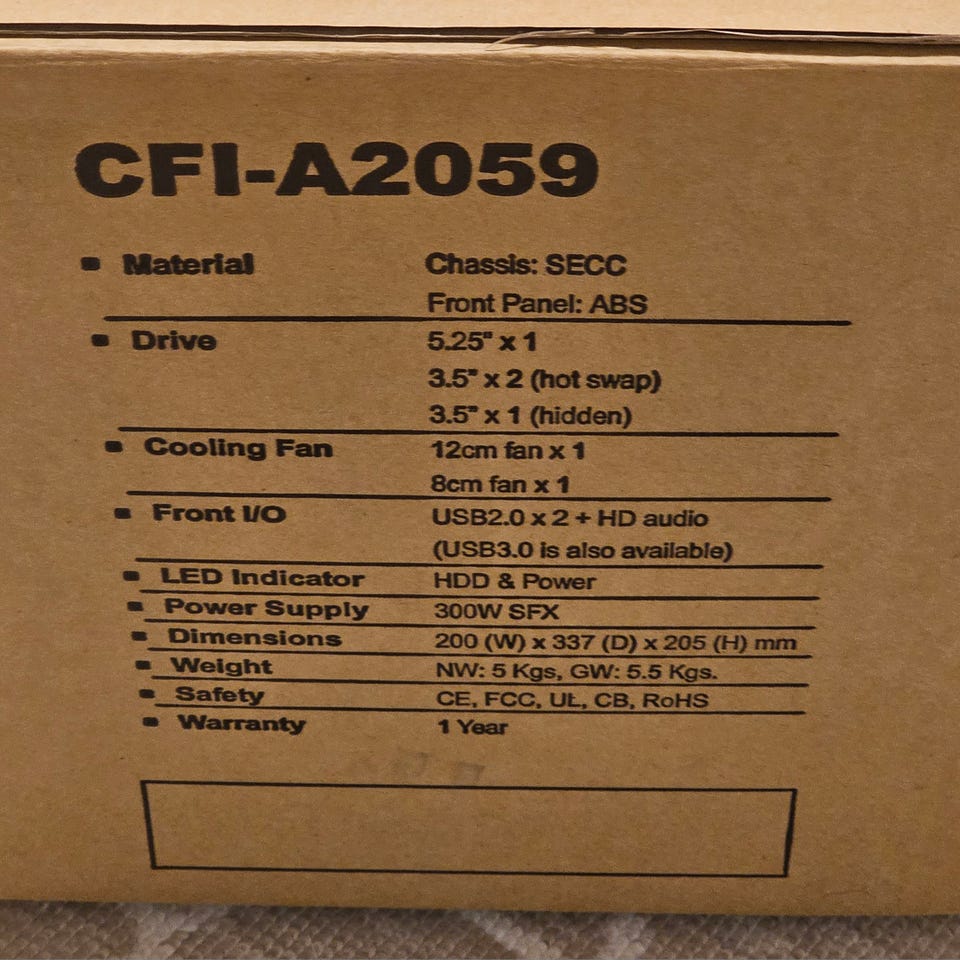 CFI-A2059
Material Chassis: SECC
Front Panel: ABS
Drive 5.25" x 1
3.5" x 2 (hot swap)
3.5" x 1 (hidden)
Cooling Fan 12cm fan x 1
8cm fan x 1
Front I/O USB2.0 x 2 + HD audio
(USB3.0 is also available)
LED Indicator HDD & Power
Power Supply 300W SFX
Dimensions 200 (W) x 337 (D) x 205 (H) mm
Weight NW: 5 Kgs, GW: 5.5 Kgs.
Safety CE, FCC, UL, CB, RoHS
Warranty 1 Year